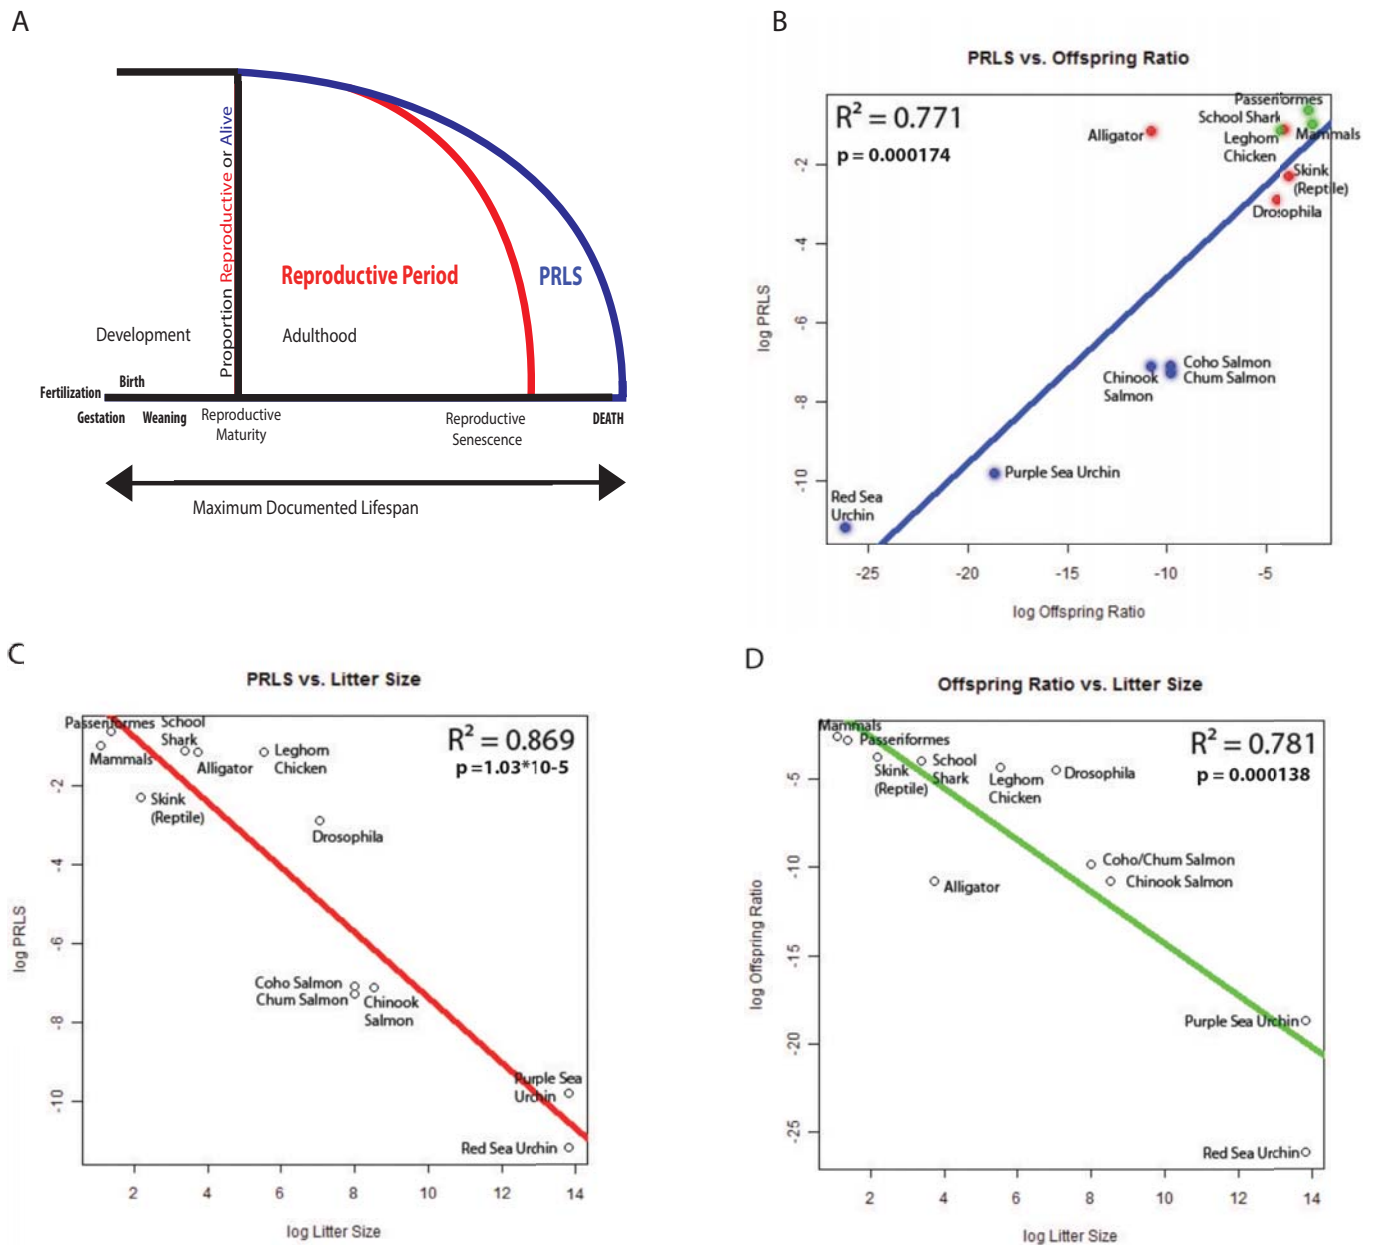 A
Proportion Reproductive or Alive
Reproductive Period
PRLS
Development
Adulthood
Birth
Fertilization
Gestation
Weaning
Reproductive
Maturity
Reproductive
Senescence
DEATH
Maximum Documented Lifespan
B
PRLS vs. Offspring Ratio
R² = 0.771
p = 0.000174
Passeriformes
School Shark
Alligator
Mammals
Leghorn
Chicken
Skink
(Reptile)
Drosophila
Coho Salmon
Chinook
Salmon
Chum Salmon
Purple Sea Urchin
Red Sea
Urchin
log PRLS
-2
-4
-6
-8
-10
-25
-20
-15
-10
-5
log Offspring Ratio
C
PRLS vs. Litter Size
R² = 0.869
p =1.03*10-5
Passeriformes
School
Shark
Mammals
Alligator
Leghorn
Chicken
Skink
(Reptile)
Drosophila
Coho Salmon
Chum Salmon
Chinook
Salmon
Purple Sea
Urchin
Red Sea Urchin
log PRLS
-2
-4
-6
-8
-10
2
4
6
8
10
12
14
log Litter Size
D
Offspring Ratio vs. Litter Size
R² = 0.781
p = 0.000138
Mammals
Passeriformes
Skink
(Reptile)
School
Shark
Leghorn
Chicken
Drosophila
Alligator
Coho/Chum Salmon
Chinook Salmon
Purple Sea Urchin
Red Sea Urchin
log Offspring Ratio
-5
-10
-15
-20
-25
2
4
6
8
10
12
14
log Litter Size